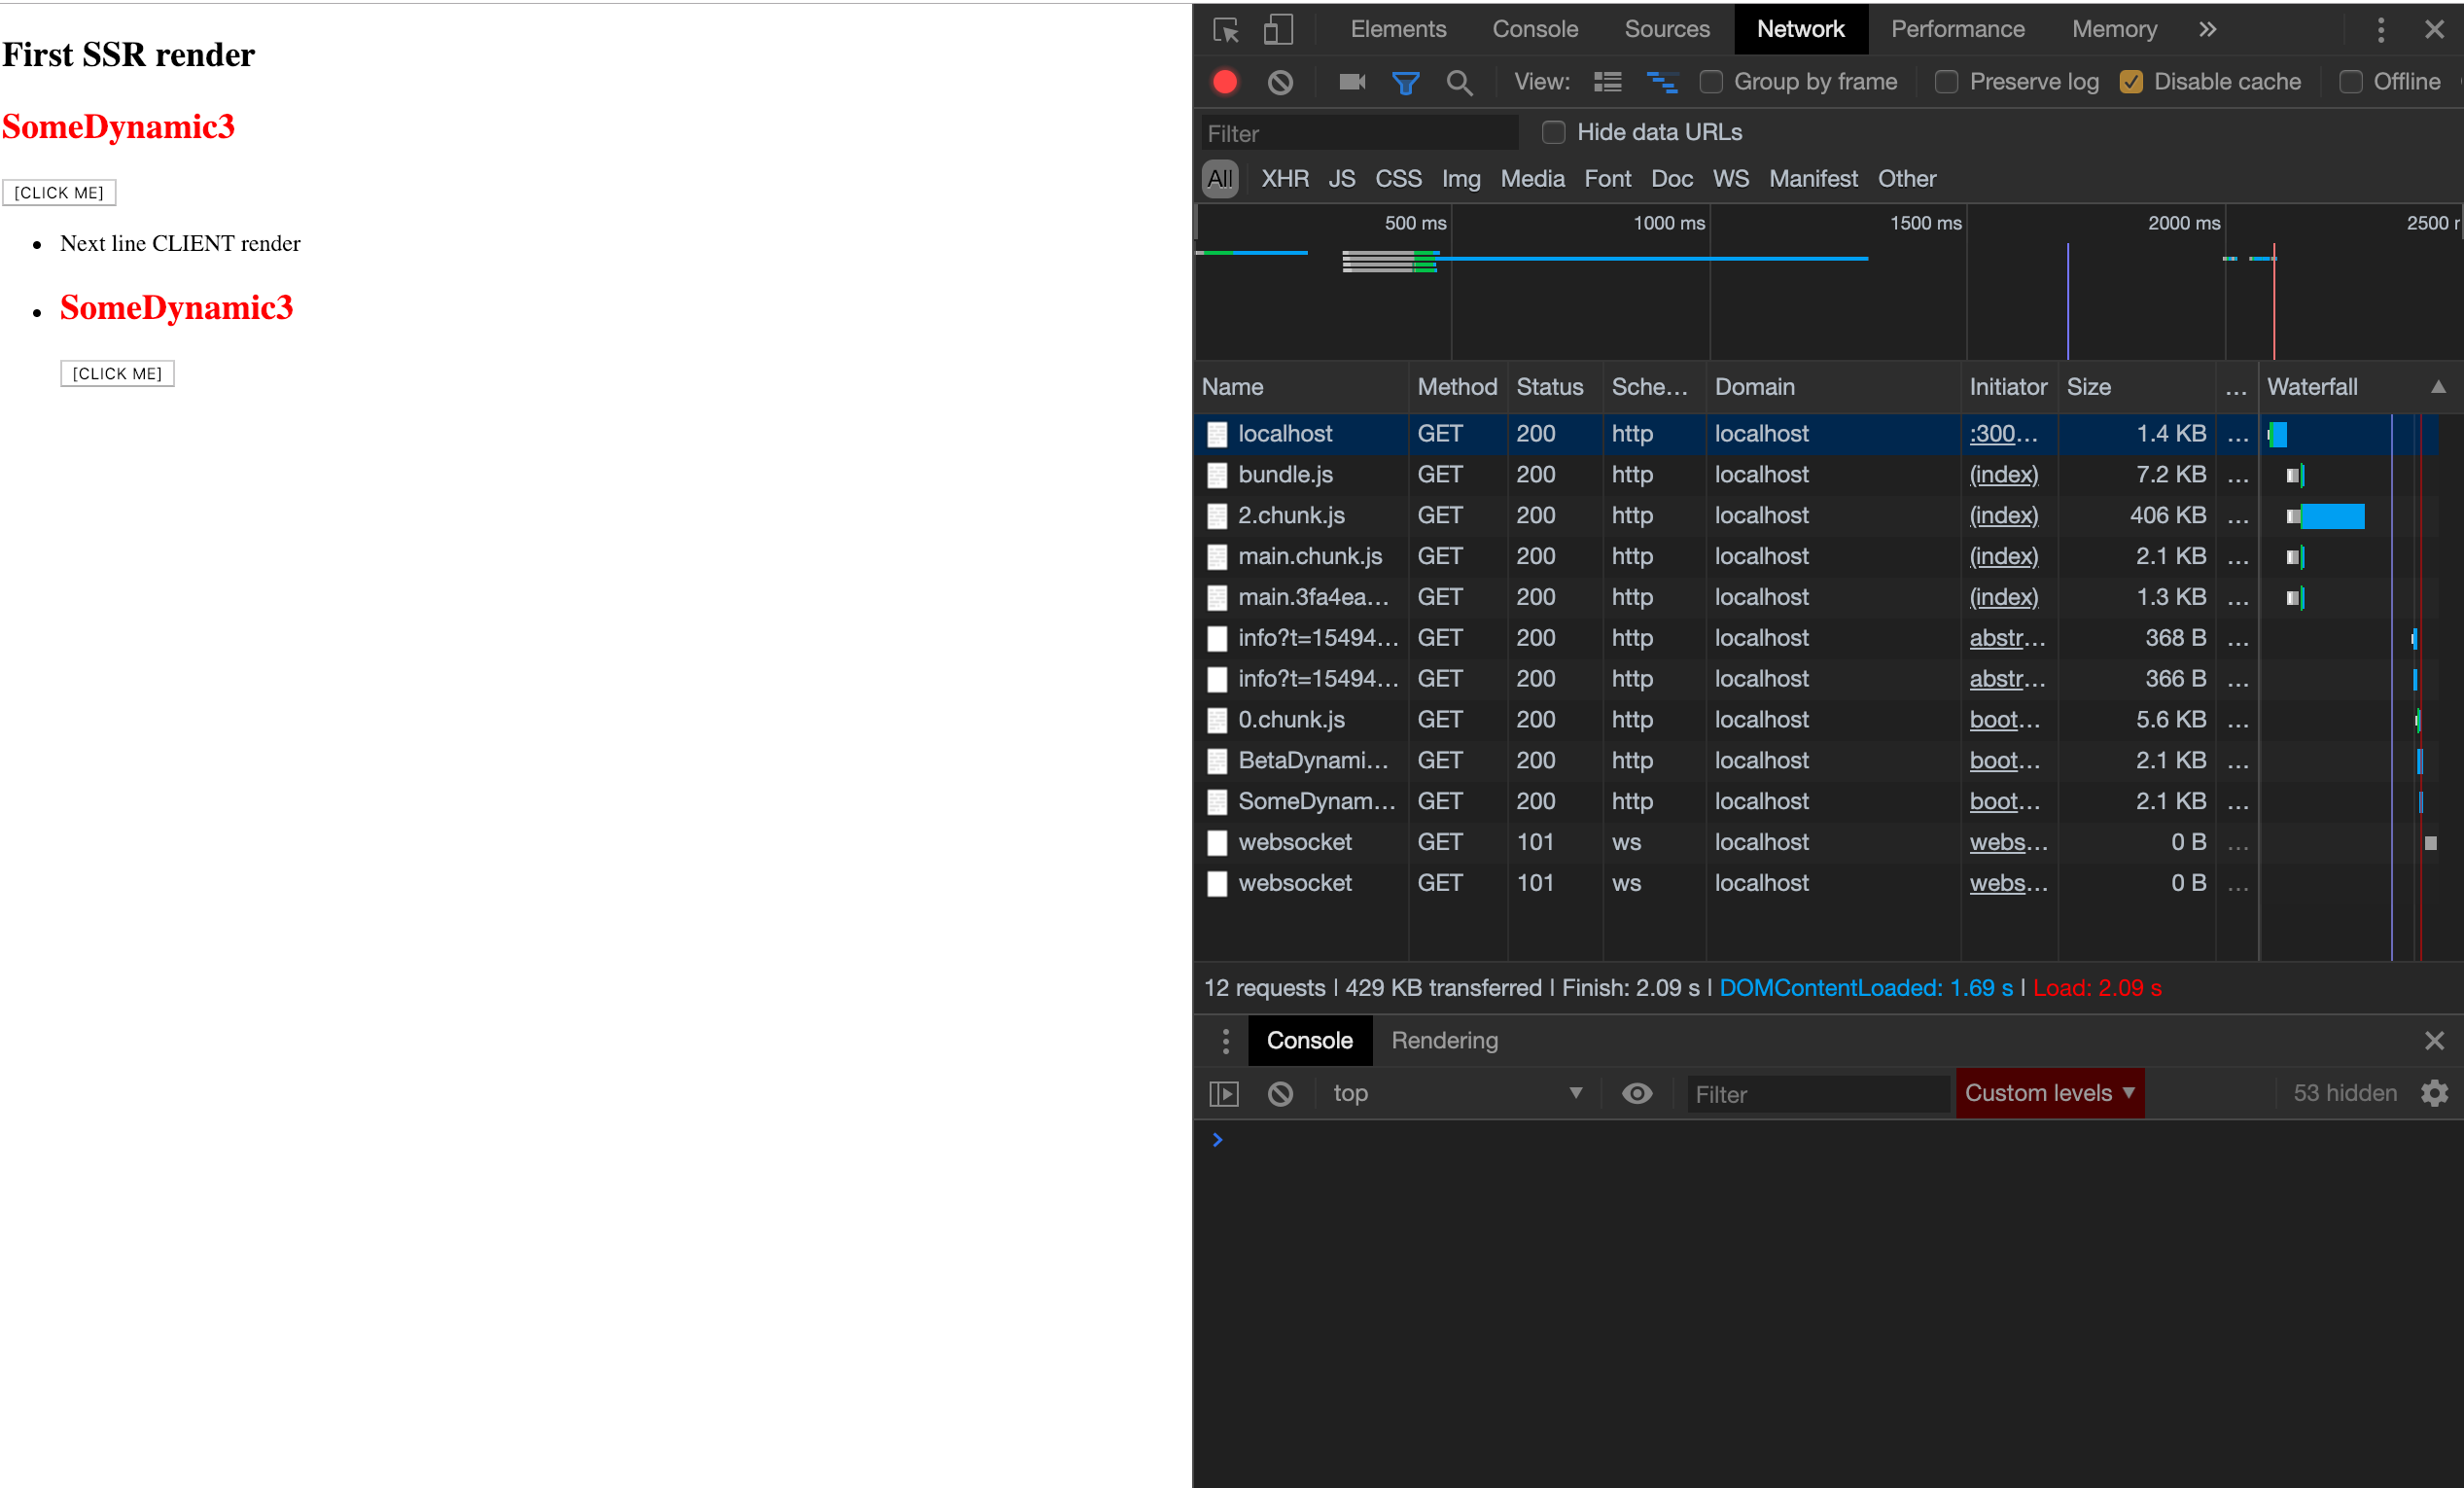 First SSR render
SomeDynamic3
[CLICK ME]
Next line CLIENT render
SomeDynamic3
[CLICK ME]
Elements Console Sources Network Performance Memory »
View: Group by frame Preserve log Disable cache Offline
Filter Hide data URLs
All XHR JS CSS Img Media Font Doc WS Manifest Other
500 ms 1000 ms 1500 ms 2000 ms 2500 r
Name Method Status Sche... Domain Initiator Size ... Waterfall
localhost GET 200 http localhost :300... 1.4 KB ...
bundle.js GET 200 http localhost (index) 7.2 KB ...
2.chunk.js GET 200 http localhost (index) 406 KB ...
main.chunk.js GET 200 http localhost (index) 2.1 KB ...
main.3fa4ea... GET 200 http localhost (index) 1.3 KB ...
info?t=15494... GET 200 http localhost abstr... 368 B ...
info?t=15494... GET 200 http localhost abstr... 366 B ...
0.chunk.js GET 200 http localhost boot... 5.6 KB ...
BetaDynami... GET 200 http localhost boot... 2.1 KB ...
SomeDynam... GET 200 http localhost boot... 2.1 KB ...
websocket GET 101 ws localhost webs... 0 B ...
websocket GET 101 ws localhost webs... 0 B ...
12 requests | 429 KB transferred | Finish: 2.09 s | DOMContentLoaded: 1.69 s | Load: 2.09 s
Console Rendering
top Filter Custom levels 53 hidden